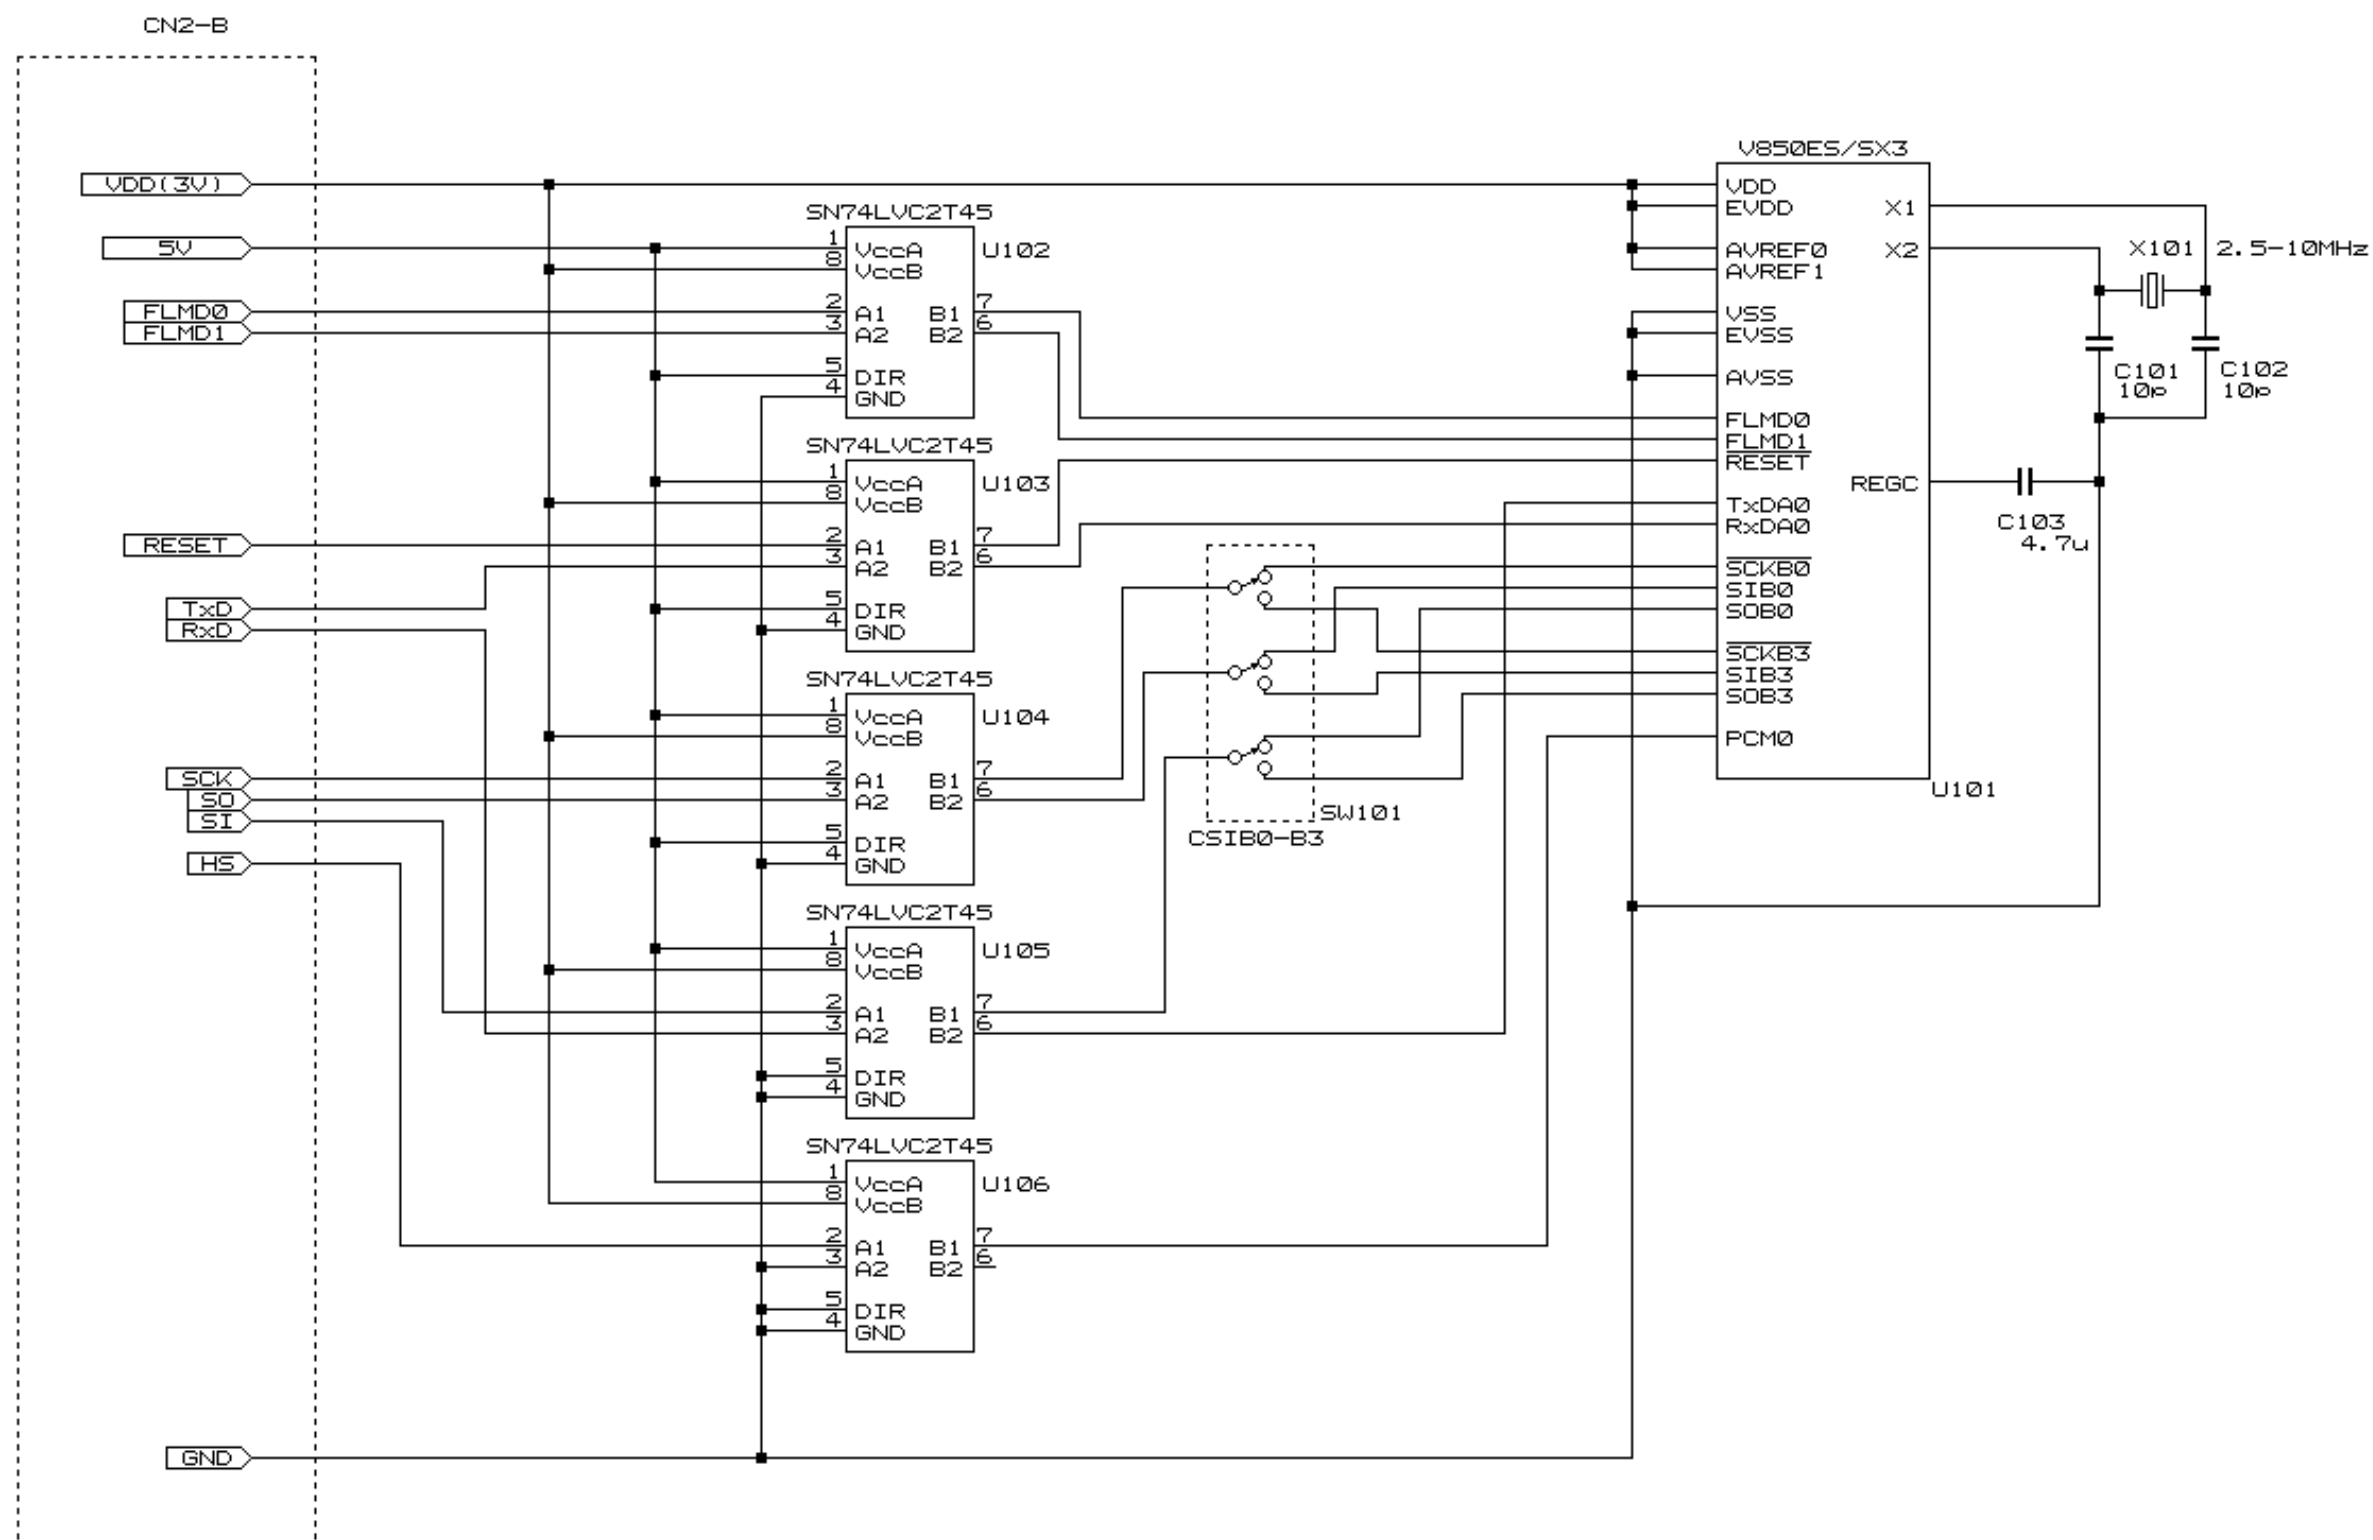 CN2-B
VDD(3V)
5V
FLMD0
FLMD1
RESET
TxD
RxD
SCK
SO
SI
HS
GND
SN74LVC2T45
U102
1 VccA
8 VccB
2 A1 B1 7
3 A2 B2 6
5 DIR
4 GND
SN74LVC2T45
U103
1 VccA
8 VccB
2 A1 B1 7
3 A2 B2 6
5 DIR
4 GND
SN74LVC2T45
U104
1 VccA
8 VccB
2 A1 B1 7
3 A2 B2 6
5 DIR
4 GND
SN74LVC2T45
U105
1 VccA
8 VccB
2 A1 B1 7
3 A2 B2 6
5 DIR
4 GND
SN74LVC2T45
U106
1 VccA
8 VccB
2 A1 B1 7
3 A2 B2 6
5 DIR
4 GND
SW101
CSIB0-B3
V850ES/SX3
VDD
EVDD X1
AVREF0 X2
AVREF1
VSS
EVSS
AVSS
FLMD0
FLMD1
RESET
REGC
TxDA0
RxDA0
SCKB0
SIB0
SOB0
SCKB3
SIB3
SOB3
PCM0
U101
X101 2.5-10MHz
C101
10p
C102
10p
C103
4.7u